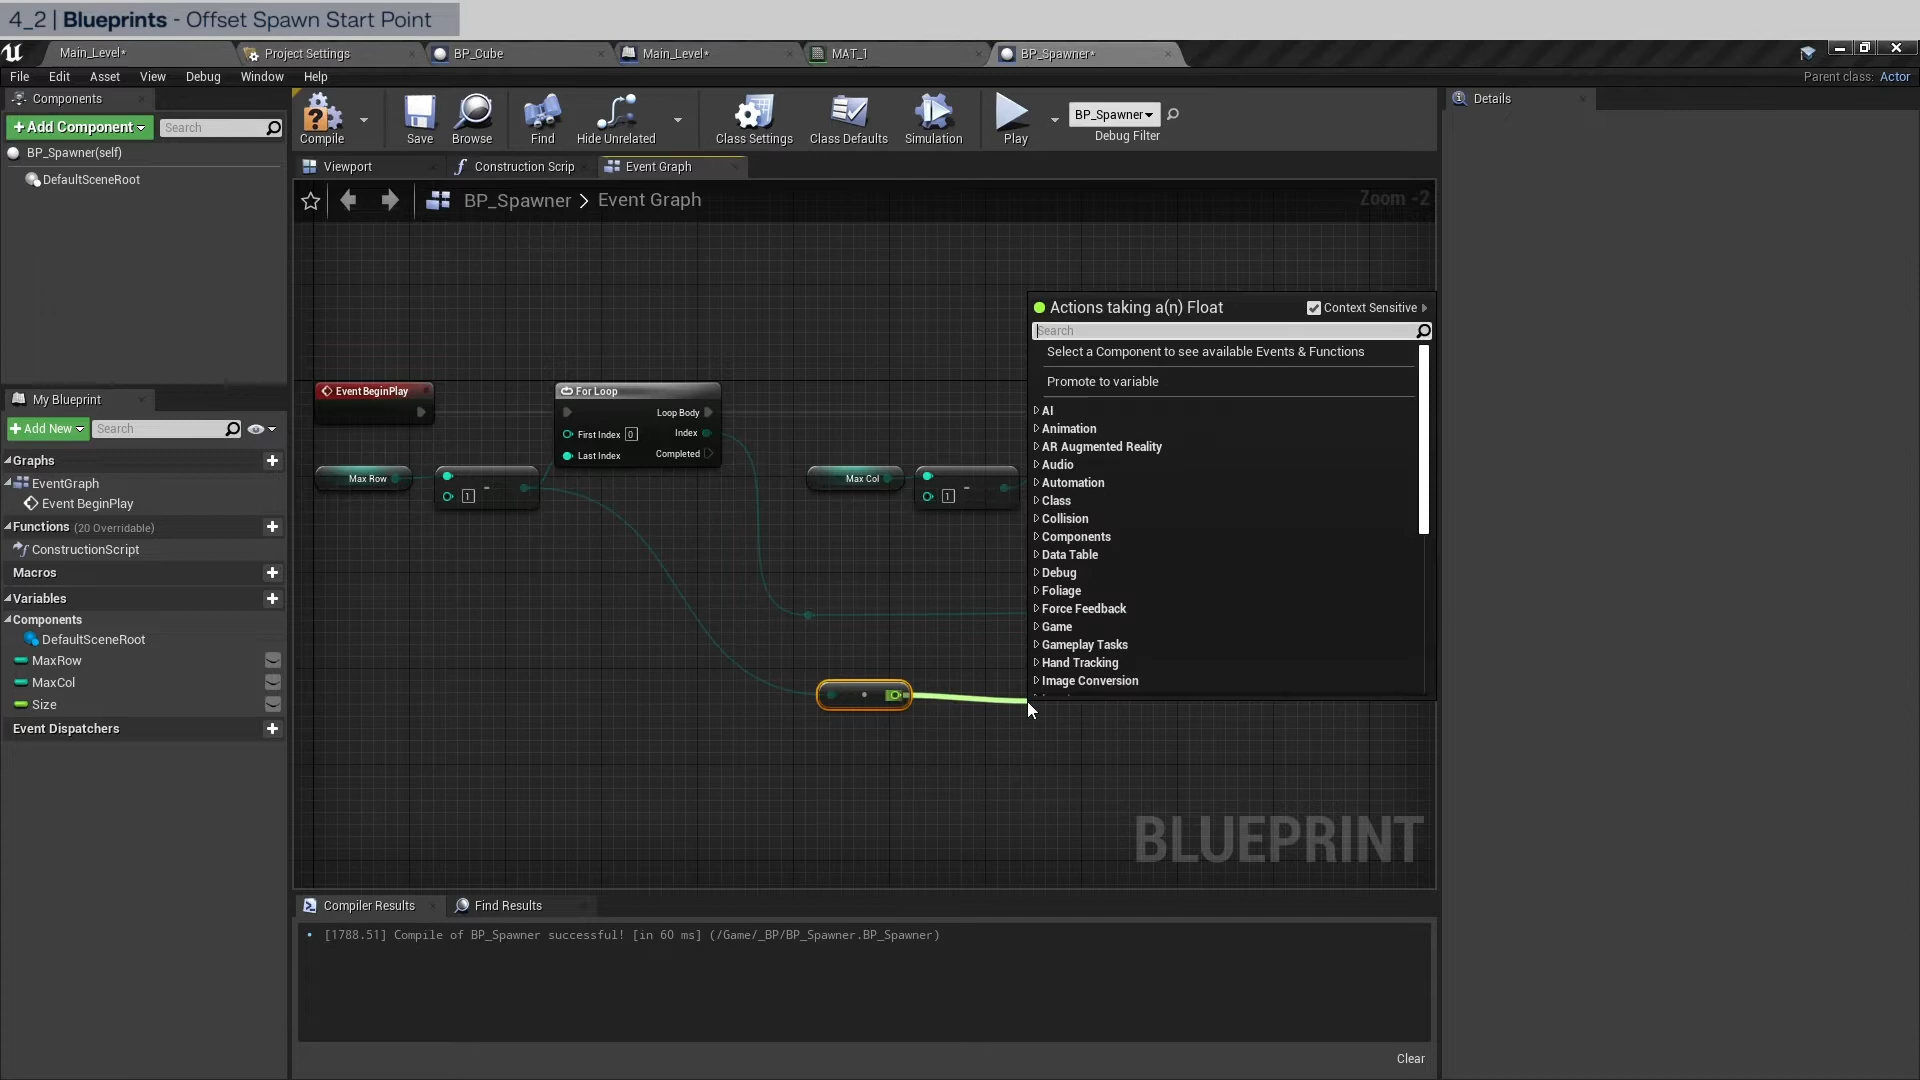 4_2 | Blueprints - Offset Spawn Start Point
Main_Level*
Project Settings
BP_Cube
Main_Level*
MAT_1
BP_Spawner*
File Edit Asset View Debug Window Help
Parent class: Actor
Components
+Add Component
Search
BP_Spawner(self)
DefaultSceneRoot
Compile
Save
Browse
Find
Hide Unrelated
Class Settings
Class Defaults
Simulation
Play
BP_Spawner
Debug Filter
Details
Viewport
Construction Scrip
Event Graph
BP_Spawner > Event Graph
Zoom -2
My Blueprint
+Add New
Search
Graphs
EventGraph
Event BeginPlay
Functions (20 Overridable)
ConstructionScript
Macros
Variables
Components
DefaultSceneRoot
MaxRow
MaxCol
Size
Event Dispatchers
Event BeginPlay
For Loop
Loop Body
First Index 0
Index
Last Index
Completed
Max Row
-
1
Max Col
-
1
Actions taking a(n) Float
Context Sensitive
Search
Select a Component to see available Events & Functions
Promote to variable
AI
Animation
AR Augmented Reality
Audio
Automation
Class
Collision
Components
Data Table
Debug
Foliage
Force Feedback
Game
Gameplay Tasks
Hand Tracking
Image Conversion
BLUEPRINT
Compiler Results
Find Results
[1788.51] Compile of BP_Spawner successful! [in 60 ms] (/Game/_BP/BP_Spawner.BP_Spawner)
Clear